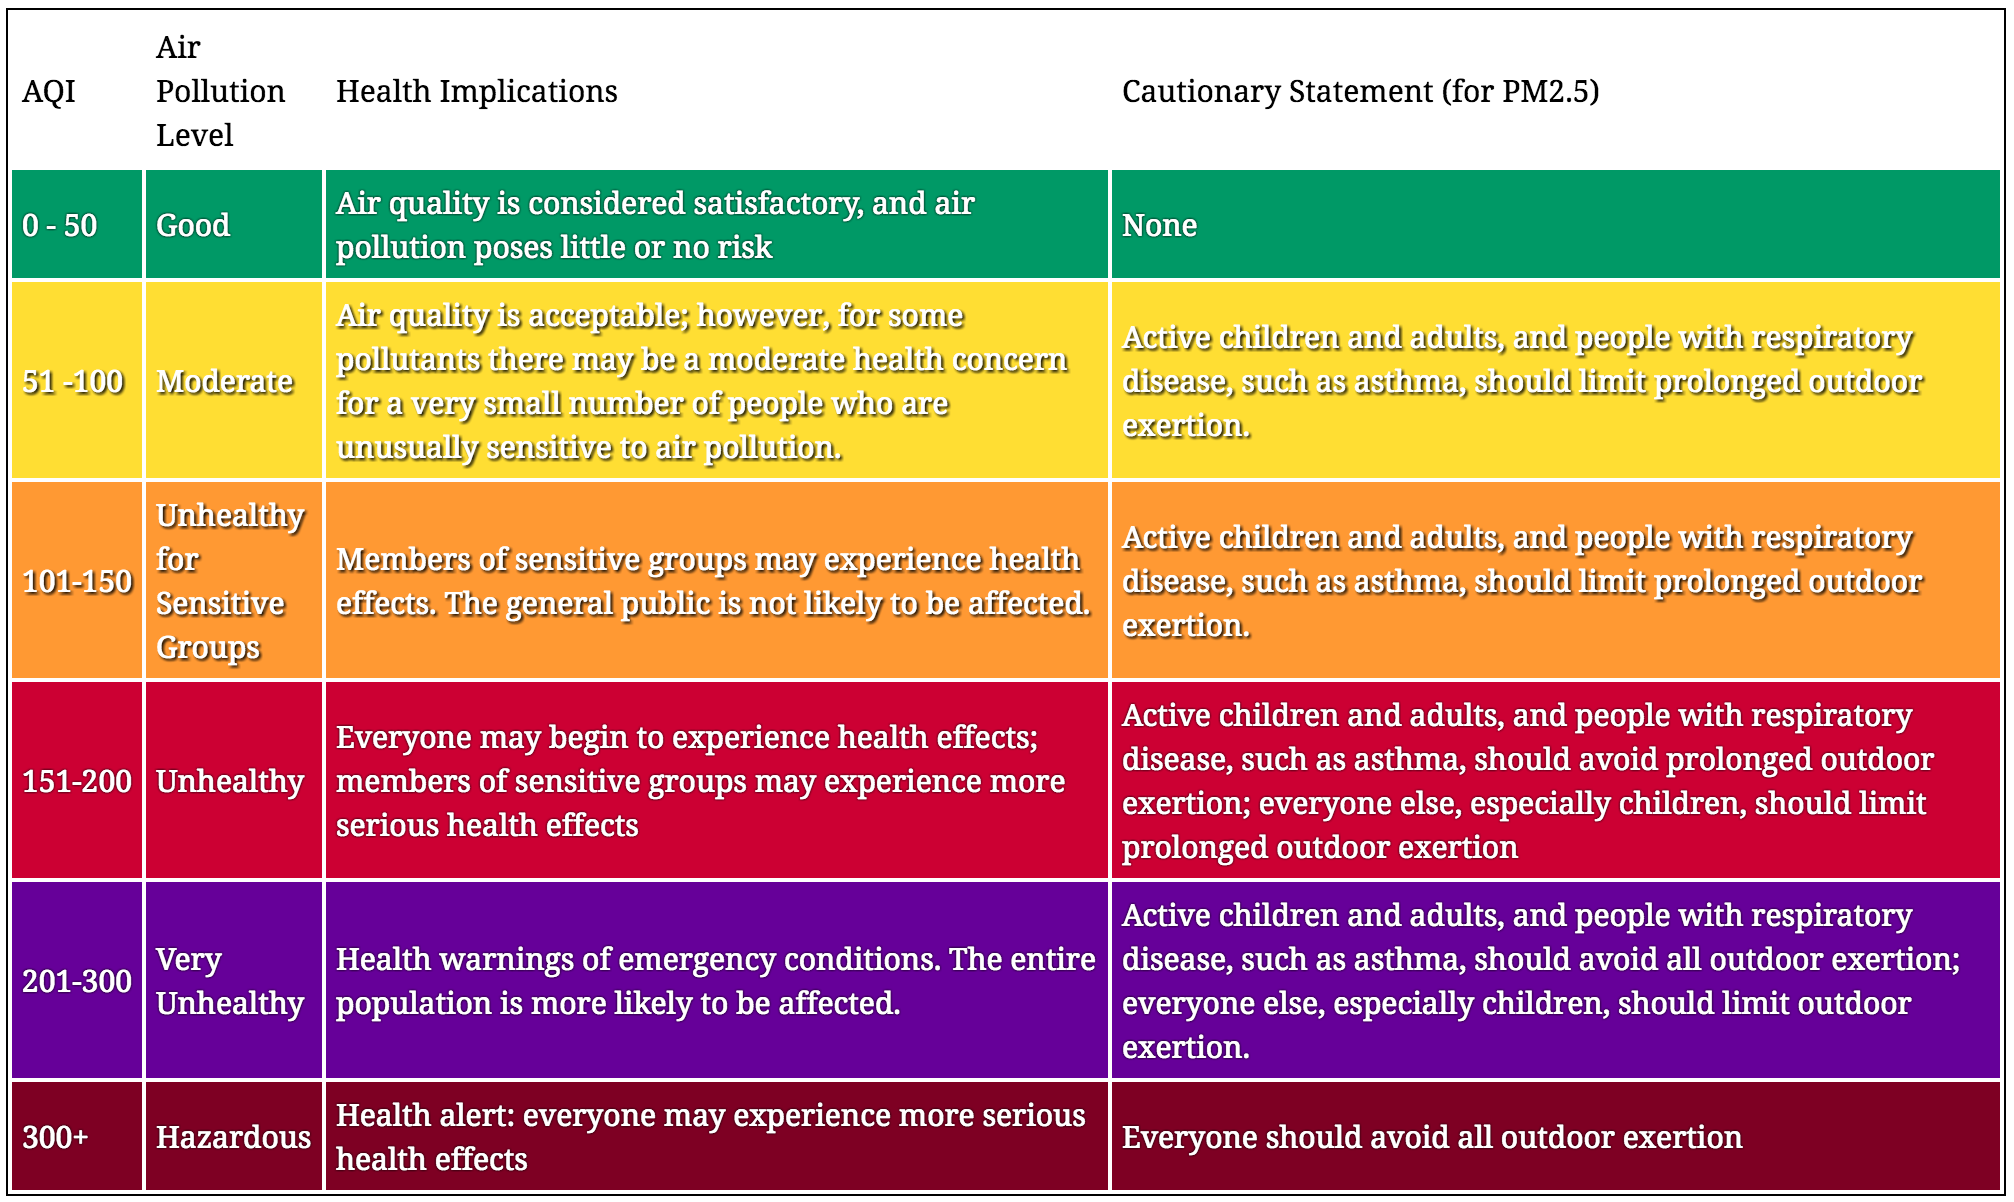 AQI
Air
Pollution
Level
Health Implications
Cautionary Statement (for PM2.5)
0 - 50
Good
Air quality is considered satisfactory, and air
pollution poses little or no risk
None
51 -100
Moderate
Air quality is acceptable; however, for some
pollutants there may be a moderate health concern
for a very small number of people who are
unusually sensitive to air pollution.
Active children and adults, and people with respiratory
disease, such as asthma, should limit prolonged outdoor
exertion.
101-150
Unhealthy
for
Sensitive
Groups
Members of sensitive groups may experience health
effects. The general public is not likely to be affected.
Active children and adults, and people with respiratory
disease, such as asthma, should limit prolonged outdoor
exertion.
151-200
Unhealthy
Everyone may begin to experience health effects;
members of sensitive groups may experience more
serious health effects
Active children and adults, and people with respiratory
disease, such as asthma, should avoid prolonged outdoor
exertion; everyone else, especially children, should limit
prolonged outdoor exertion
201-300
Very
Unhealthy
Health warnings of emergency conditions. The entire
population is more likely to be affected.
Active children and adults, and people with respiratory
disease, such as asthma, should avoid all outdoor exertion;
everyone else, especially children, should limit outdoor
exertion.
300+
Hazardous
Health alert: everyone may experience more serious
health effects
Everyone should avoid all outdoor exertion